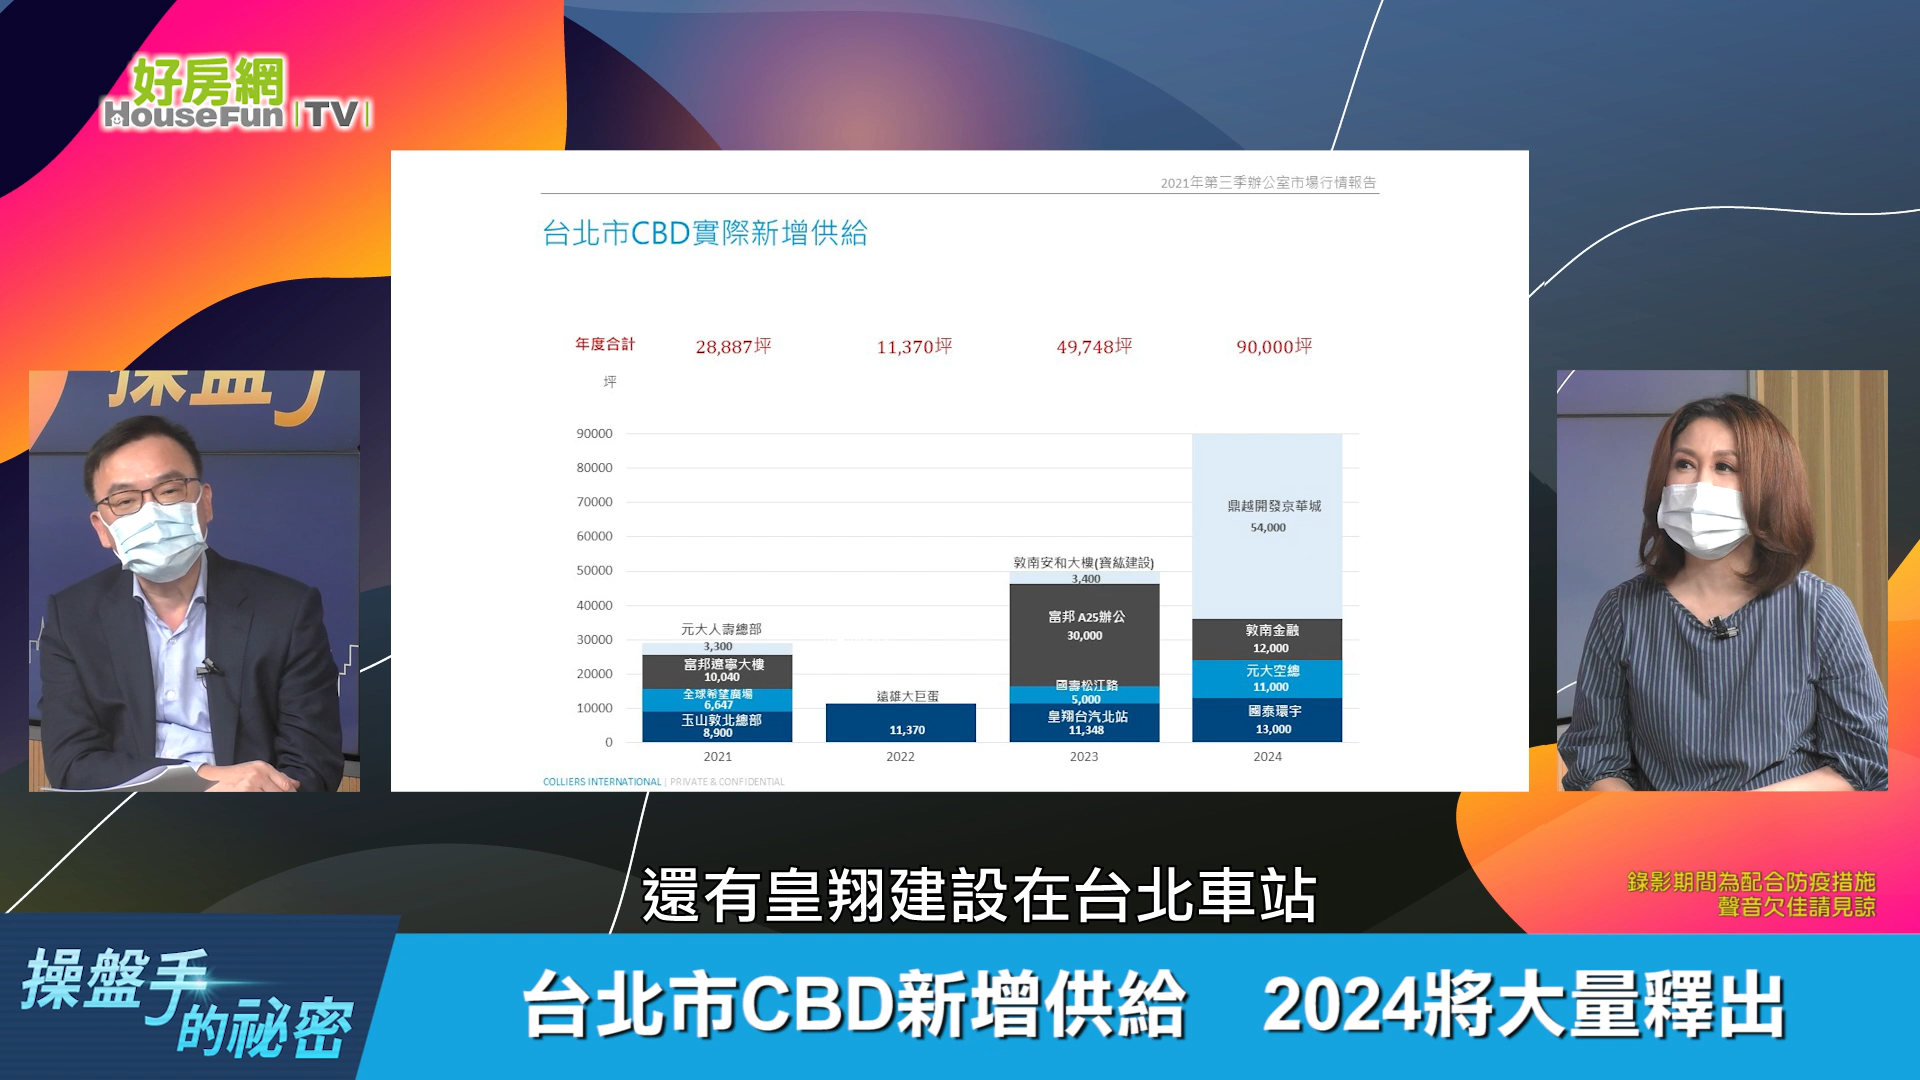 好房網
HouseFun TV
2021年第三季辦公室市場行情報告
台北市CBD實際新增供給
年度合計 28,887坪 11,370坪 49,748坪 90,000坪
坪
90000
80000
70000
60000
50000
40000
30000
20000
10000
0
元大人壽總部
3,300
富邦遼寧大樓
10,040
全球希望廣場
6,647
玉山敦北總部
8,900
遠雄大巨蛋
11,370
敦南安和大樓(寶紘建設)
3,400
富邦 A25辦公
30,000
國壽松江路
5,000
皇翔台汽北站
11,348
鼎越開發京華城
54,000
敦南金融
12,000
元大空總
11,000
國泰環宇
13,000
2021 2022 2023 2024
COLLIERS INTERNATIONAL | PRIVATE & CONFIDENTIAL
操盤手
還有皇翔建設在台北車站
錄影期間為配合防疫措施
聲音欠佳請見諒
操盤手
的祕密
台北市CBD新增供給 2024將大量釋出